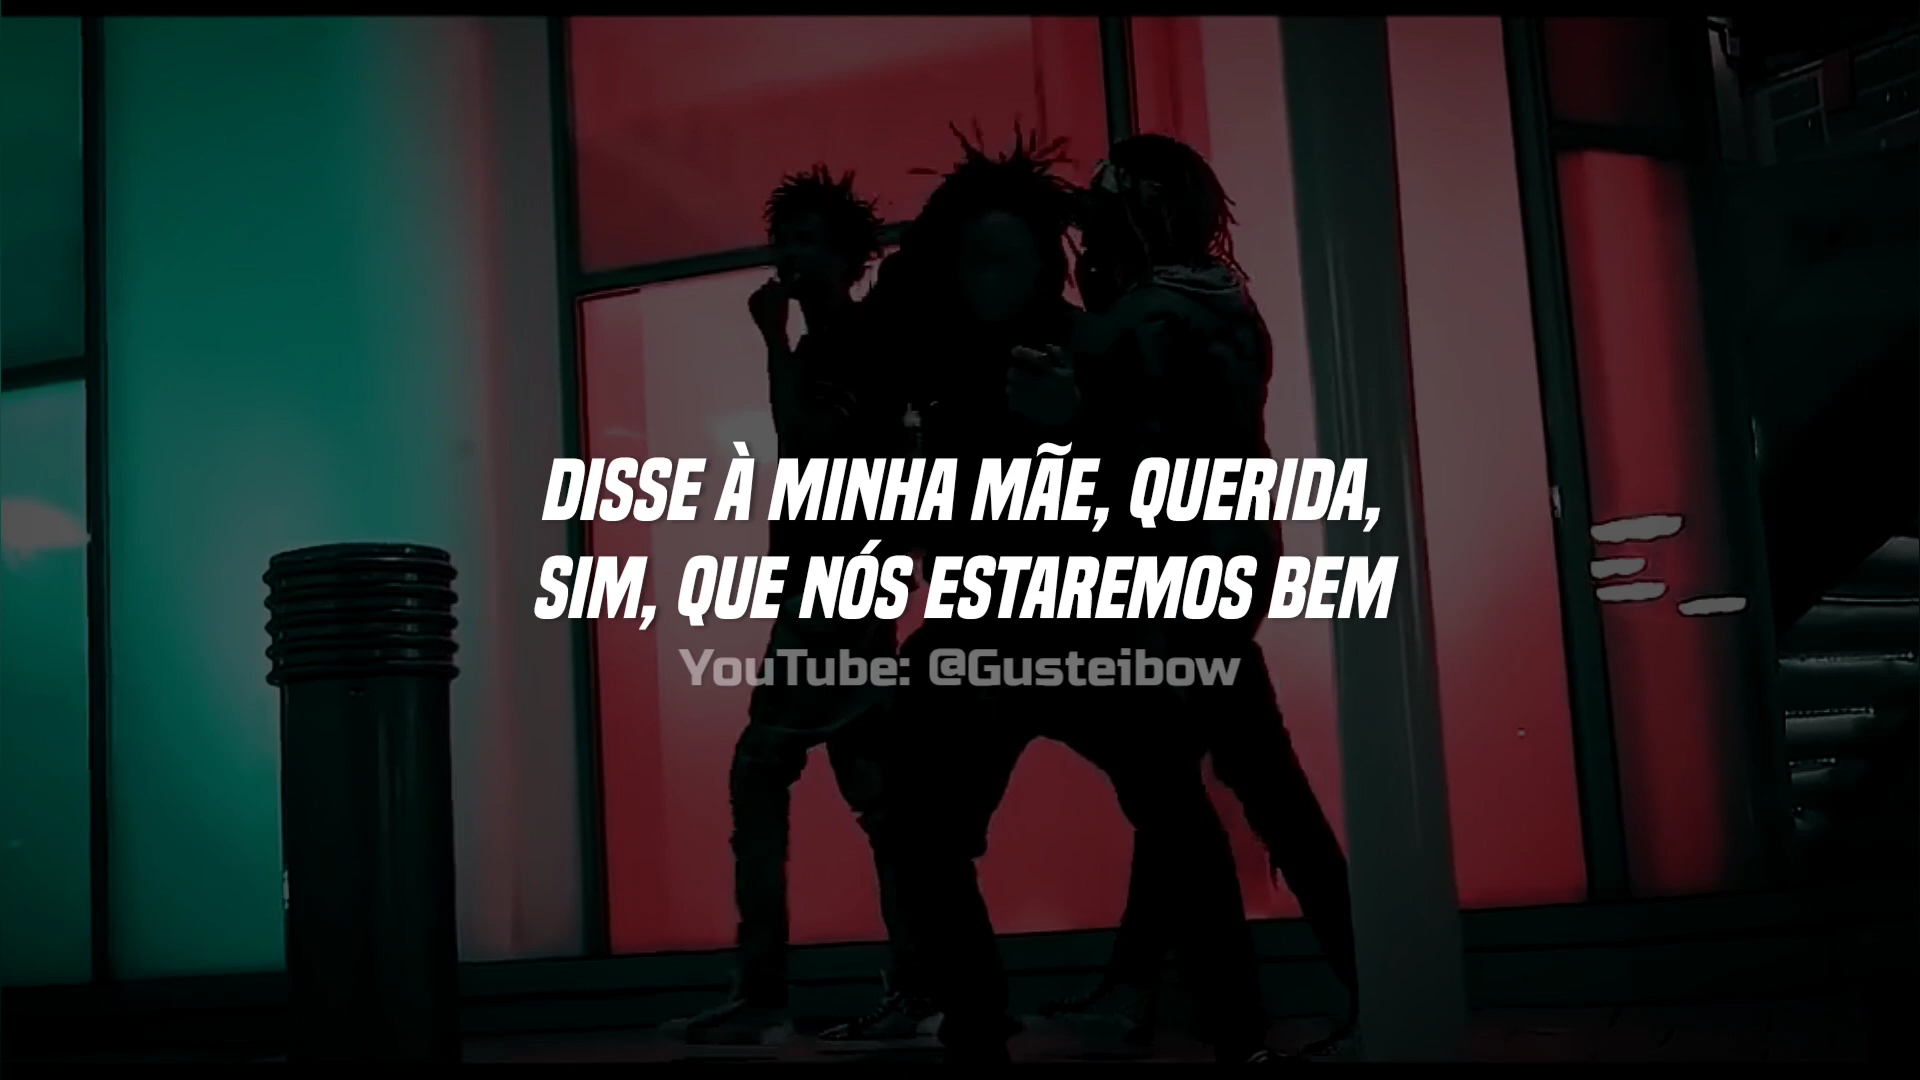 DISSE À MINHA MÃE, QUERIDA,
SIM, QUE NÓS ESTAREMOS BEM
YouTube: @Gusteibow